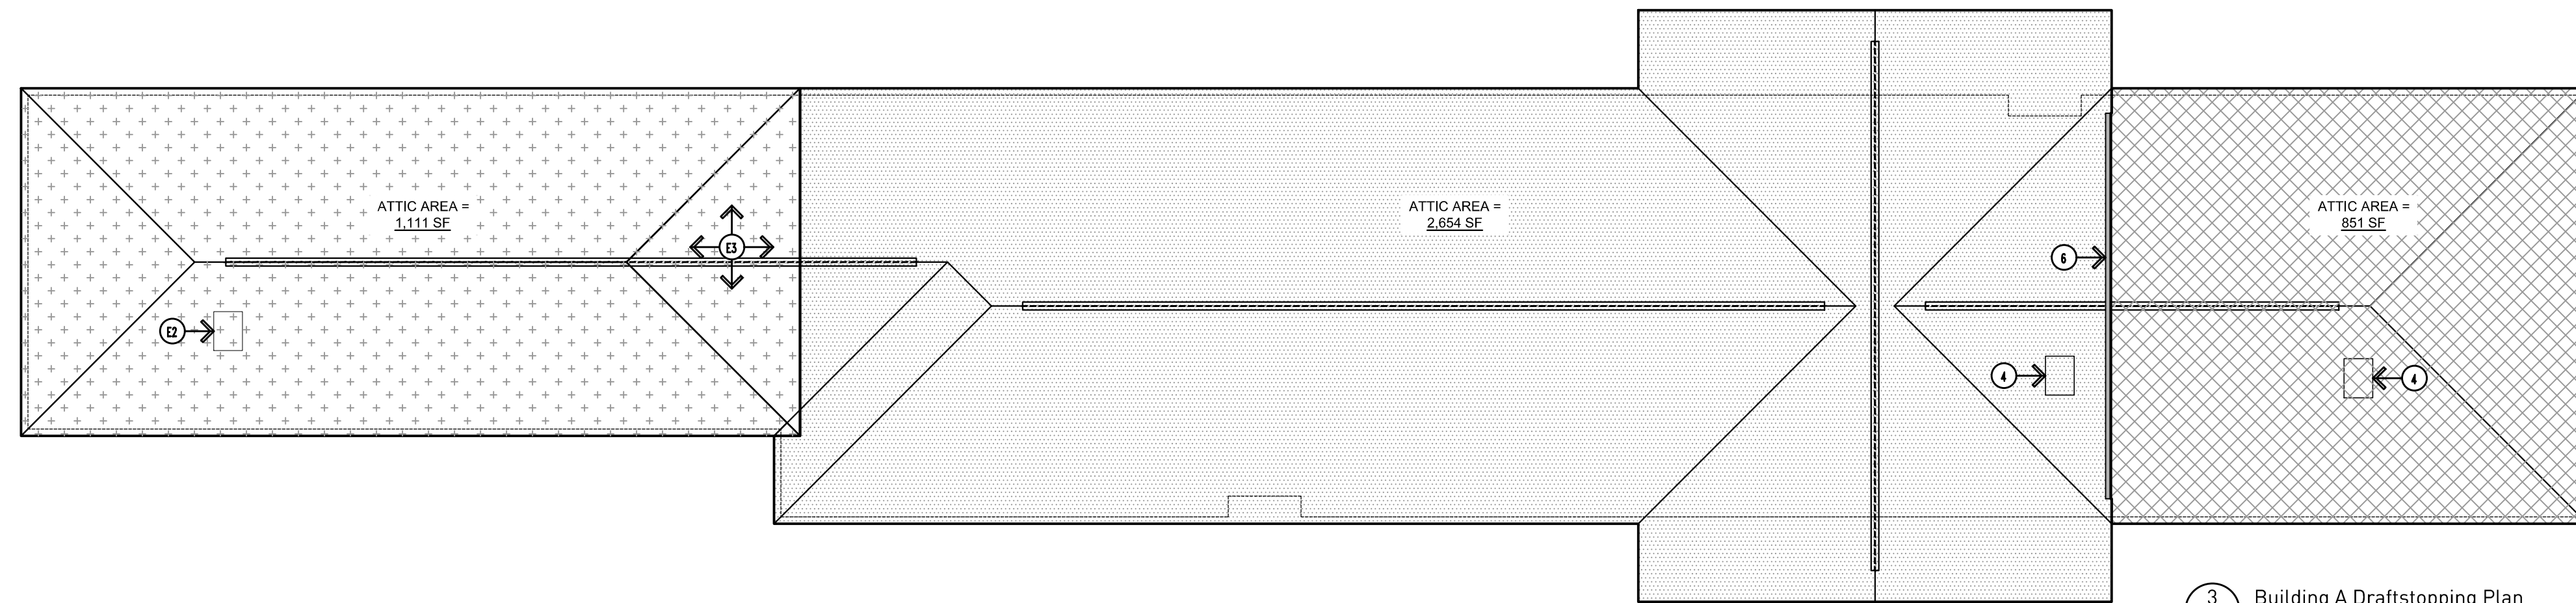 ATTIC AREA =
1,111 SF
E3
E2
ATTIC AREA =
2,654 SF
6
4
ATTIC AREA =
851 SF
4
3
Building A Draftstopping Plan